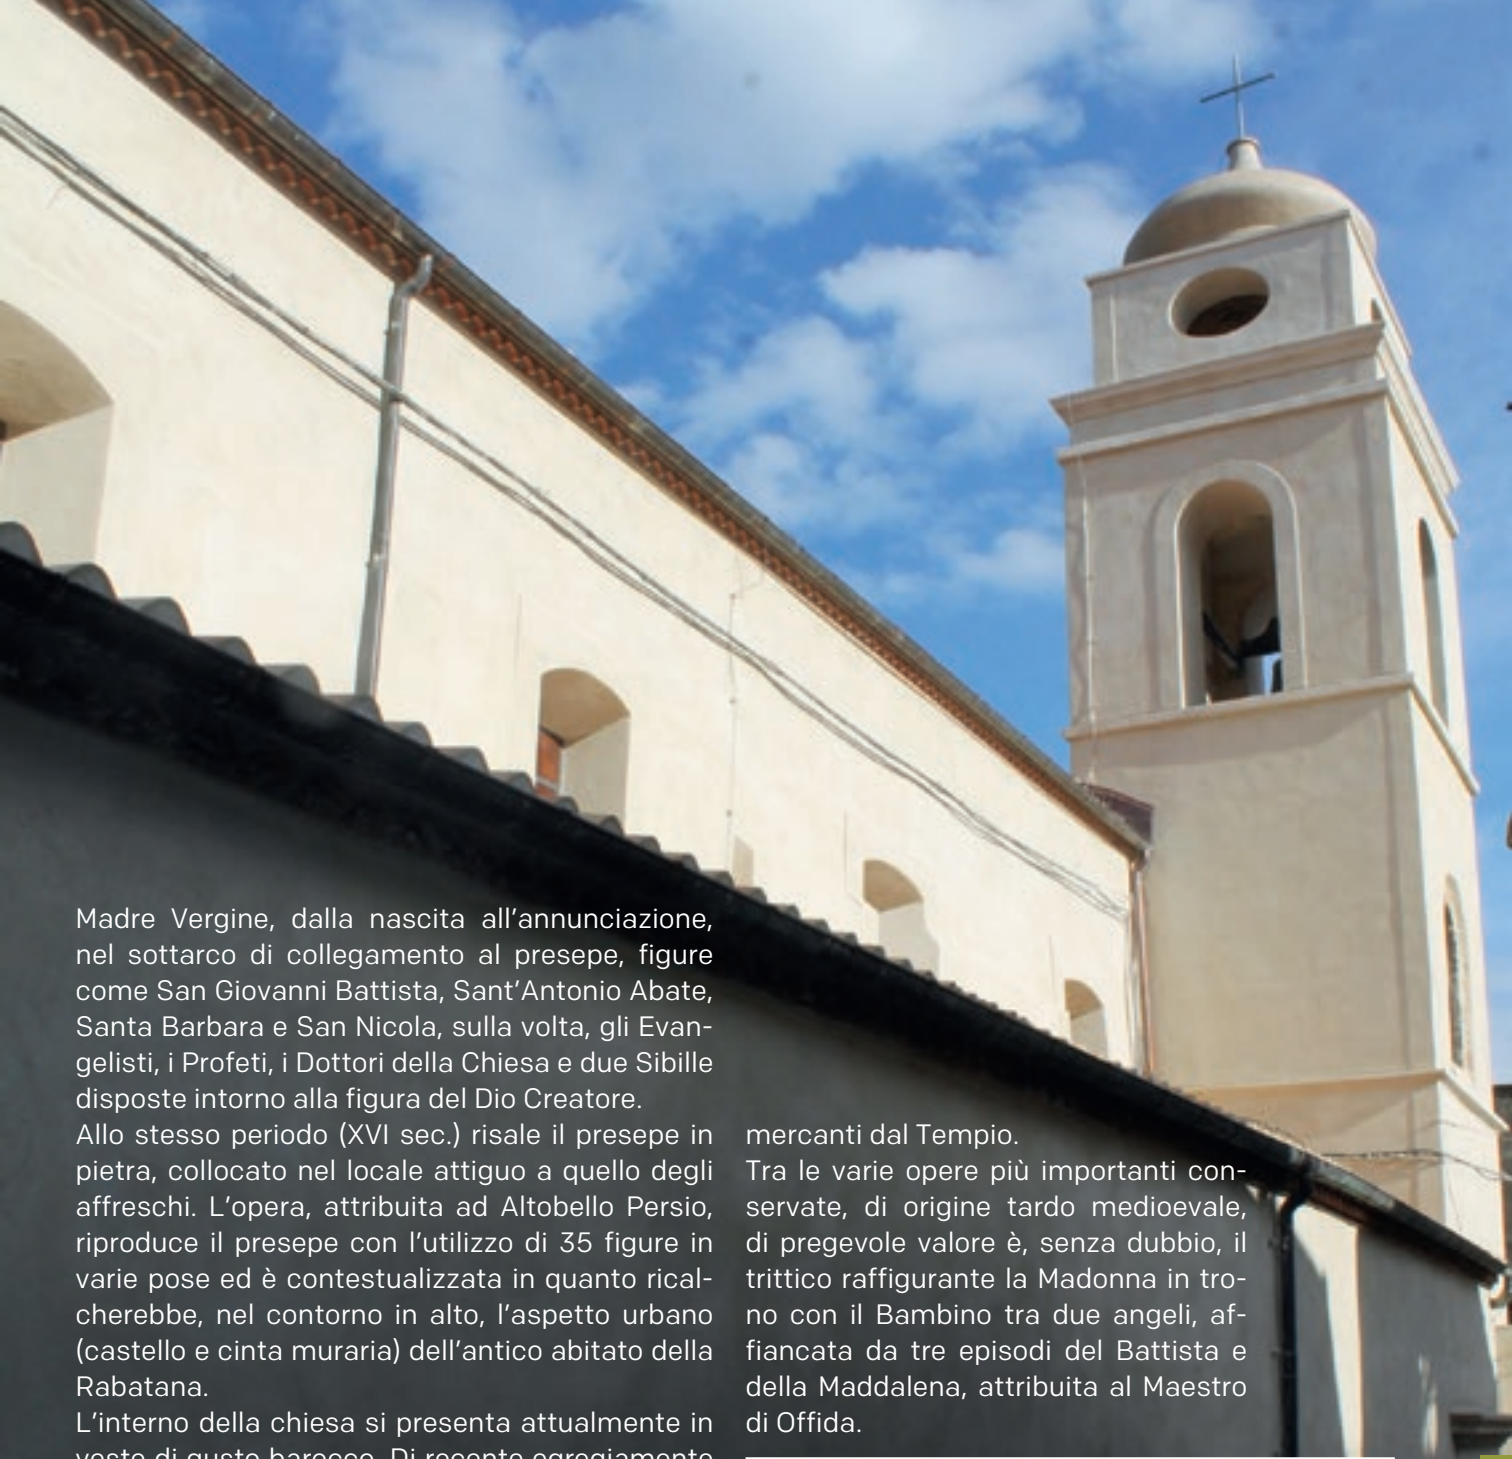 Madre Vergine, dalla nascita all'annunciazione,
nel sottarco di collegamento al presepe, figure
come San Giovanni Battista, Sant'Antonio Abate,
Santa Barbara e San Nicola, sulla volta, gli Evan-
gelisti, i Profeti, i Dottori della Chiesa e due Sibille
disposte intorno alla figura del Dio Creatore.
Allo stesso periodo (XVI sec.) risale il presepe in
pietra, collocato nel locale attiguo a quello degli
affreschi. L'opera, attribuita ad Altobello Persio,
riproduce il presepe con l'utilizzo di 35 figure in
varie pose ed è contestualizzata in quanto rical-
cherebbe, nel contorno in alto, l'aspetto urbano
(castello e cinta muraria) dell'antico abitato della
Rabatana.
L'interno della chiesa si presenta attualmente in
veste di gusto barocco. Di recente egregiamente
mercanti dal Tempio.
Tra le varie opere più importanti con-
servate, di origine tardo medioevale,
di pregevole valore è, senza dubbio, il
trittico raffigurante la Madonna in tro-
no con il Bambino tra due angeli, af-
fiancata da tre episodi del Battista e
della Maddalena, attribuita al Maestro
di Offida.